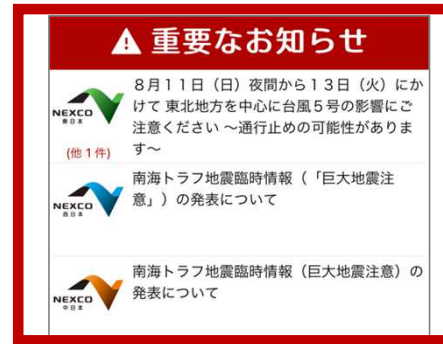 重要なお知らせ
8月11日（日）夜間から13日（火）にか
けて 東北地方を中心に台風5号の影響にご
注意ください ～通行止めの可能性がありま
す～
NEXCO
東日本
(他1件)
南海トラフ地震臨時情報（「巨大地震注
意」）の発表について
NEXCO
西日本
南海トラフ地震臨時情報（巨大地震注意）の
発表について
NEXCO
中日本